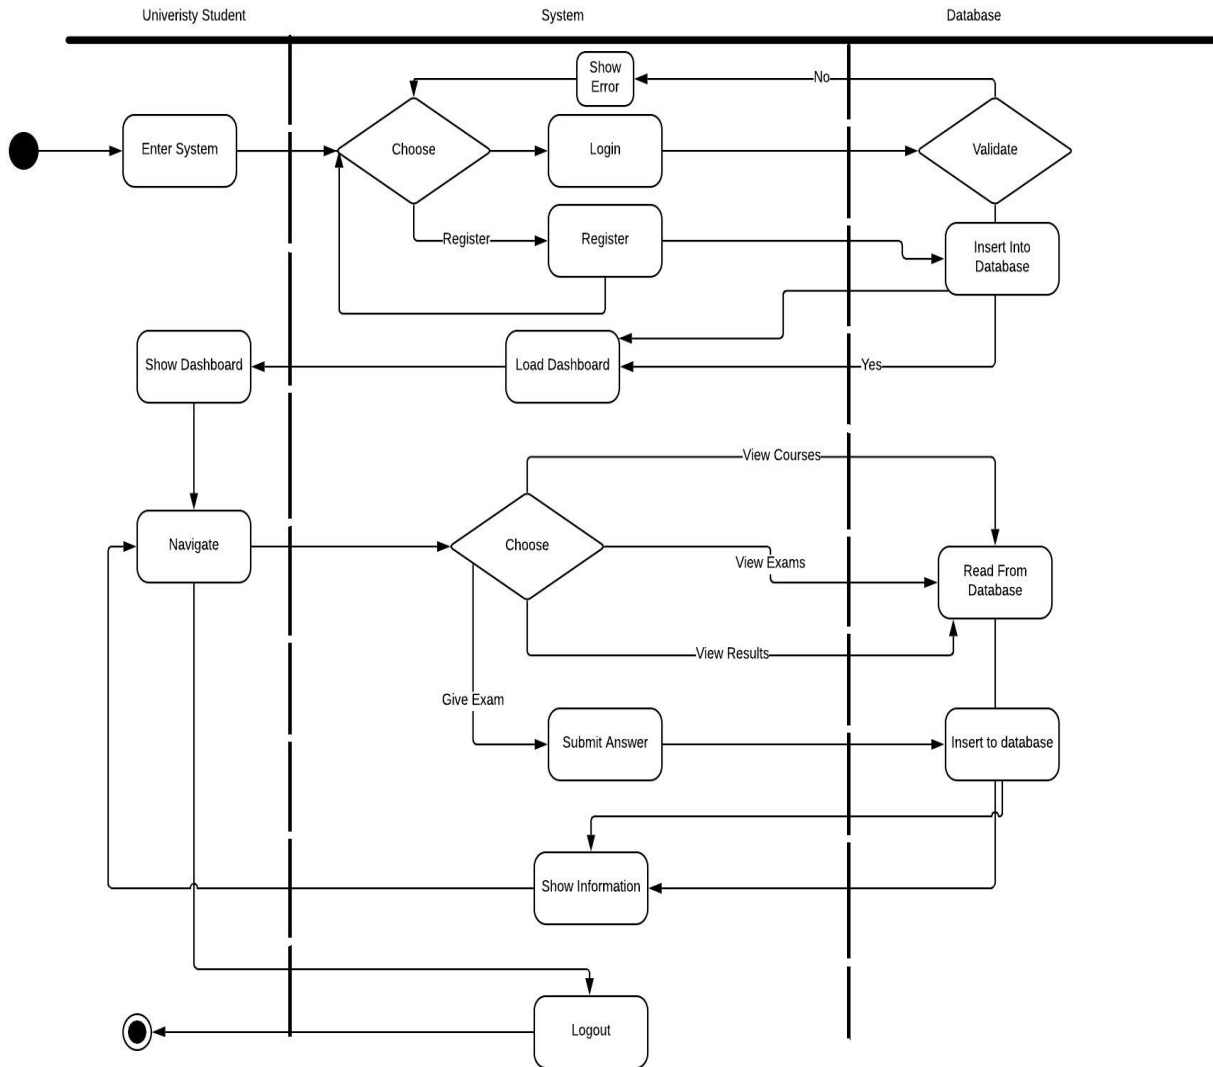 Univeristy Student
System
Database
Show
Error
No
Enter System
Choose
Login
Validate
Register
Register
Insert Into
Database
Show Dashboard
Load Dashboard
Yes
View Courses
Navigate
Choose
View Exams
Read From
Database
View Results
Give Exam
Submit Answer
Insert to database
Show Information
Logout